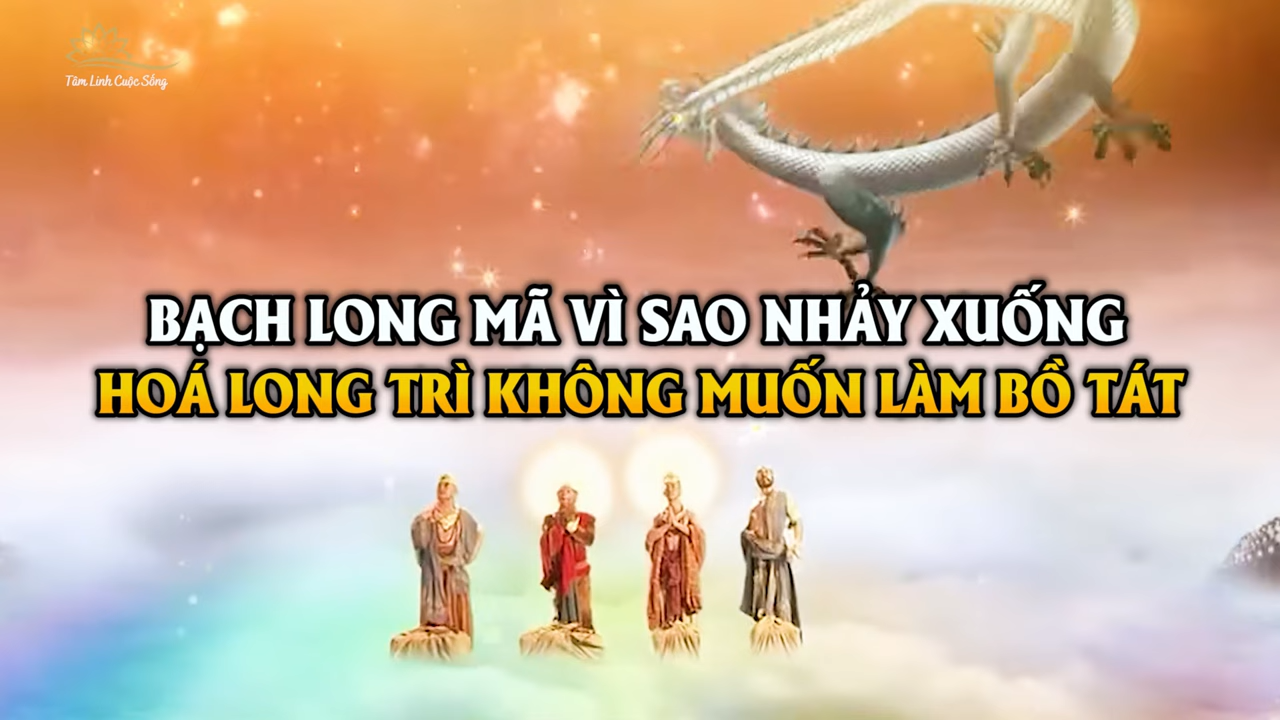 Tâm Linh Cuộc Sống
BẠCH LONG MÃ VÌ SAO NHẢY XUỐNG
HOÁ LONG TRÌ KHÔNG MUỐN LÀM BỒ TÁT